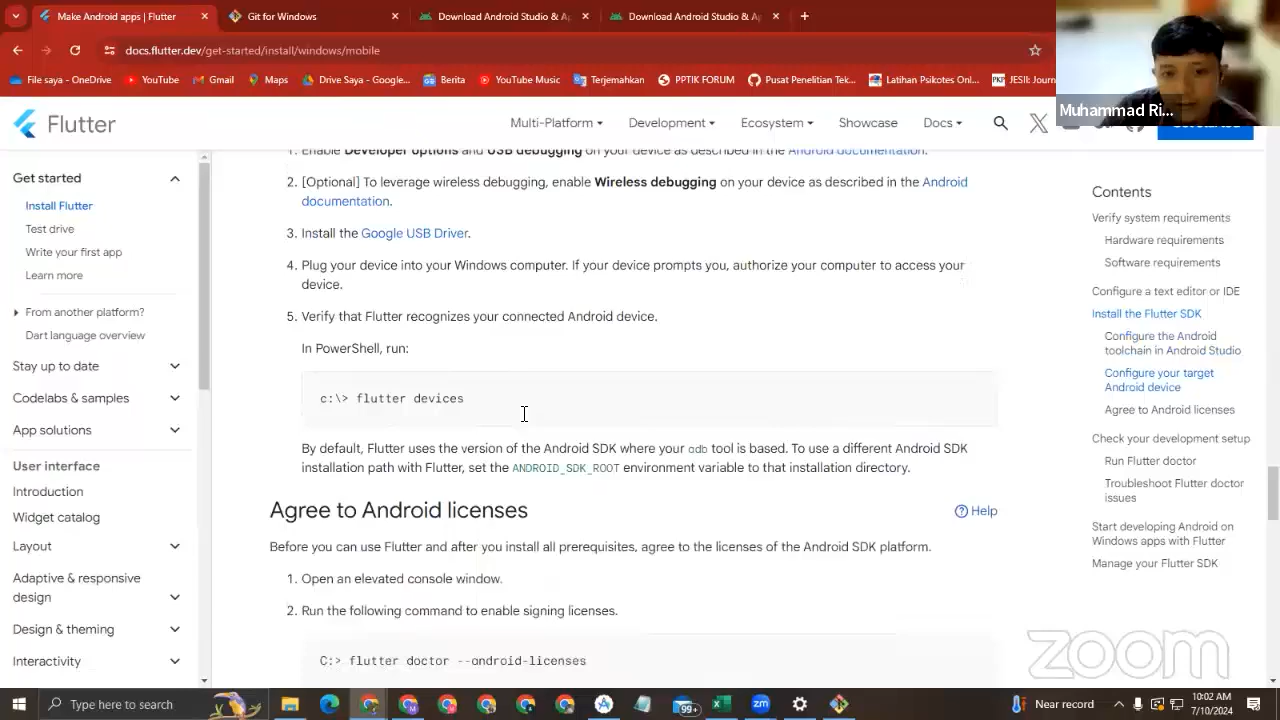 Make Android apps | Flutter
Git for Windows
Download Android Studio & Ap
Download Android Studio & Ap
docs.flutter.dev/get-started/install/windows/mobile
File saya - OneDrive
YouTube
Gmail
Maps
Drive Saya - Google...
Berita
YouTube Music
Terjemahan
PPTIK FORUM
Pusat Penelitian Tek...
Latihan Psikotes Onl...
JESIk Journ
Muhammad Ri...
Flutter
Multi-Platform
Development
Ecosystem
Showcase
Docs
Get started
Install Flutter
Test drive
Write your first app
Learn more
From another platform?
Dart language overview
Stay up to date
Codelabs & samples
App solutions
User interface
Introduction
Widget catalog
Layout
Adaptive & responsive
design
Design & theming
Interactivity
1. Enable Developer options and USB debugging on your device as described in the Android documentation.
2. [Optional] To leverage wireless debugging, enable Wireless debugging on your device as described in the Android
documentation.
3. Install the Google USB Driver.
4. Plug your device into your Windows computer. If your device prompts you, authorize your computer to access your
device.
5. Verify that Flutter recognizes your connected Android device.
In PowerShell, run:
c:\> flutter devices
By default, Flutter uses the version of the Android SDK where your adb tool is based. To use a different Android SDK
installation path with Flutter, set the ANDROID_SDK_ROOT environment variable to that installation directory.
Agree to Android licenses
Help
Before you can use Flutter and after you install all prerequisites, agree to the licenses of the Android SDK platform.
1. Open an elevated console window.
2. Run the following command to enable signing licenses.
C:> flutter doctor --android-licenses
Contents
Verify system requirements
Hardware requirements
Software requirements
Configure a text editor or IDE
Install the Flutter SDK
Configure the Android
toolchain in Android Studio
Configure your target
Android device
Agree to Android licenses
Check your development setup
Run Flutter doctor
Troubleshoot Flutter doctor
issues
Start developing Android on
Windows apps with Flutter
Manage your Flutter SDK
zoom
Type here to search
99+
zm
Near record
10:02 AM
7/10/2024